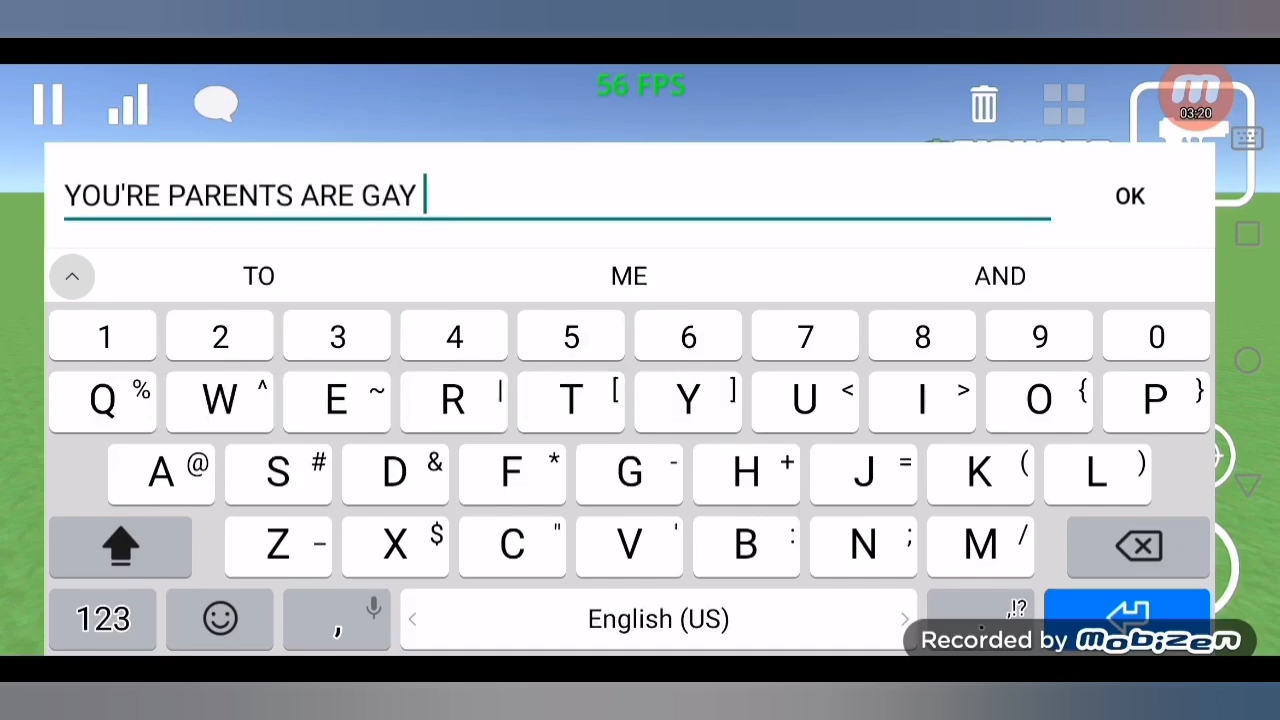 56 FPS
03:20
YOU'RE PARENTS ARE GAY
OK
TO ME AND
1 2 3 4 5 6 7 8 9 0
Q % W ^ E ~ R | T [ Y ] U < I > O { P }
A @ S # D & F * G - H + J = K ( L )
Z _ X $ C " V ' B : N ; M /
123 , < English (US) > ,!? .
Recorded by mobizen